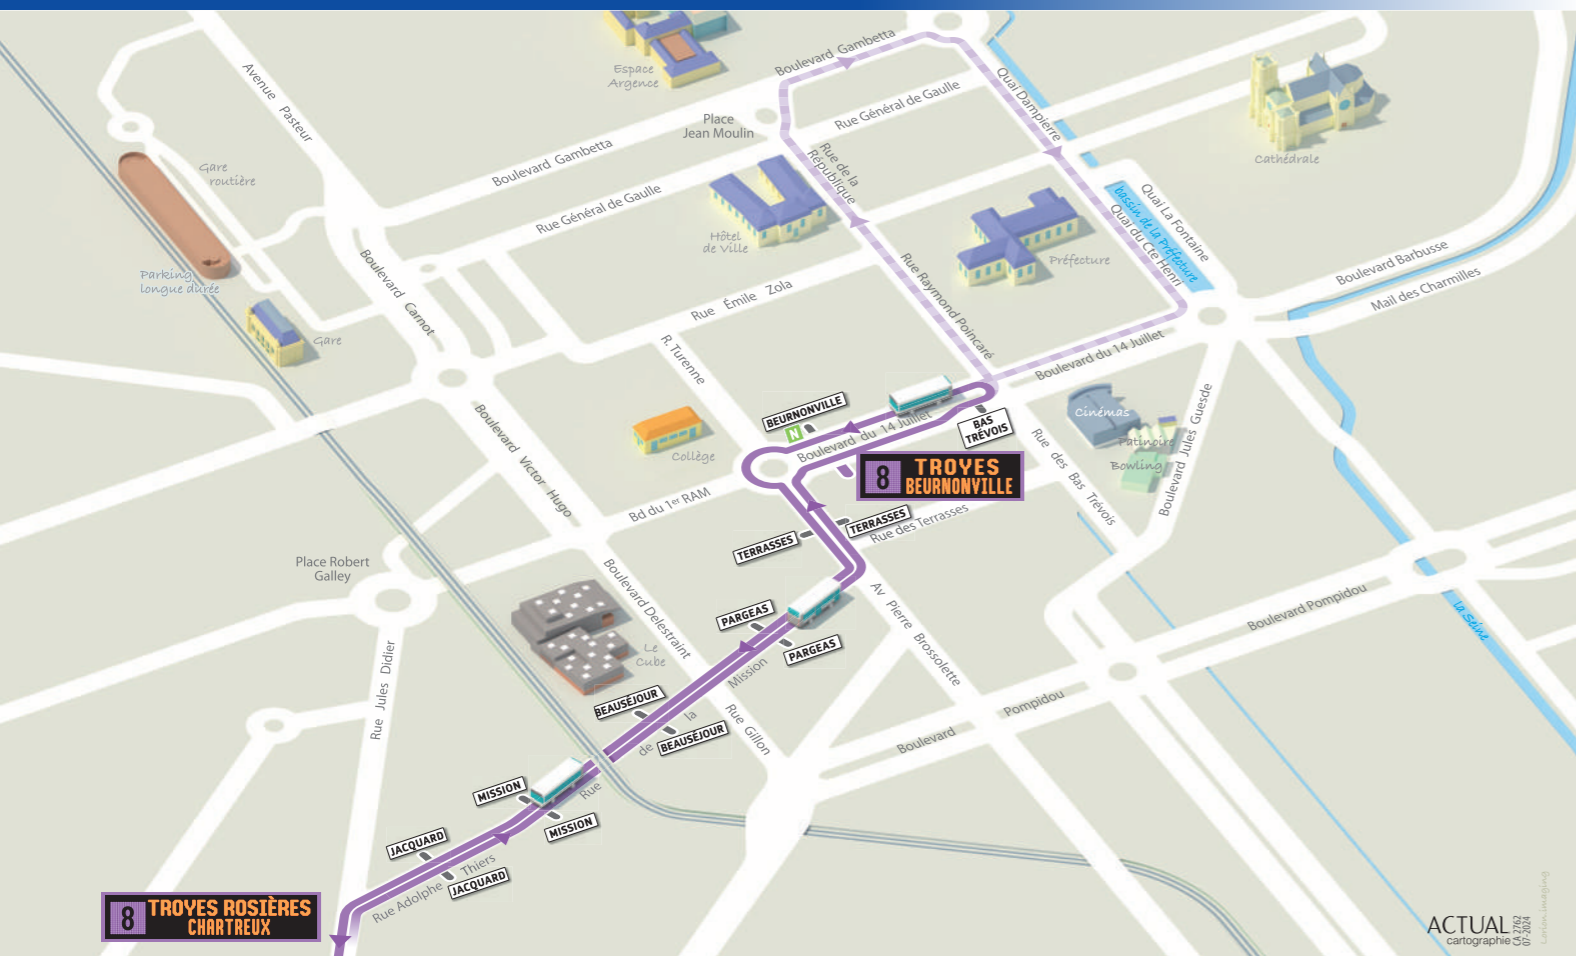 Espace
Argence
Boulevard Gambetta
Avenue Pasteur
Quai Dampierre
Rue Général de Gaulle
Place
Jean Moulin
Cathédrale
Boulevard Gambetta
Rue de la
République
Gare
routière
Rue Général de Gaulle
Quai La Fontaine
bassin de la Préfecture
Quai du Cte Henri
Hôtel
de Ville
Préfecture
Boulevard Barbusse
Mail des Charmilles
Parking
longue durée
Boulevard Carnot
Rue Raymond Poincaré
Rue Émile Zola
Gare
R. Turenne
Boulevard du 14 Juillet
BEURNONVILLE
N
Boulevard du 14 Juillet
BAS
TRÉVOIS
Cinémas
Patinoire
Bowling
Boulevard Jules Guesde
Rue des Bas Trévois
Collège
Boulevard Victor Hugo
8 TROYES
BEURNONVILLE
Bd du 1er RAM
TERRASSES
TERRASSES
Rue des Terrasses
Place Robert
Galley
Boulevard Delestraint
Av Pierre Brossolette
Boulevard Pompidou
la Seine
PARGEAS
PARGEAS
Le
Cube
Rue Jules Didier
Rue de la Mission
BEAUSÉJOUR
BEAUSÉJOUR
Rue Gillon
Boulevard Pompidou
MISSION
MISSION
JACQUARD
JACQUARD
Rue Adolphe Thiers
8 TROYES ROSIÈRES
CHARTREUX
ACTUAL
cartographie
CA 2762
07-2024